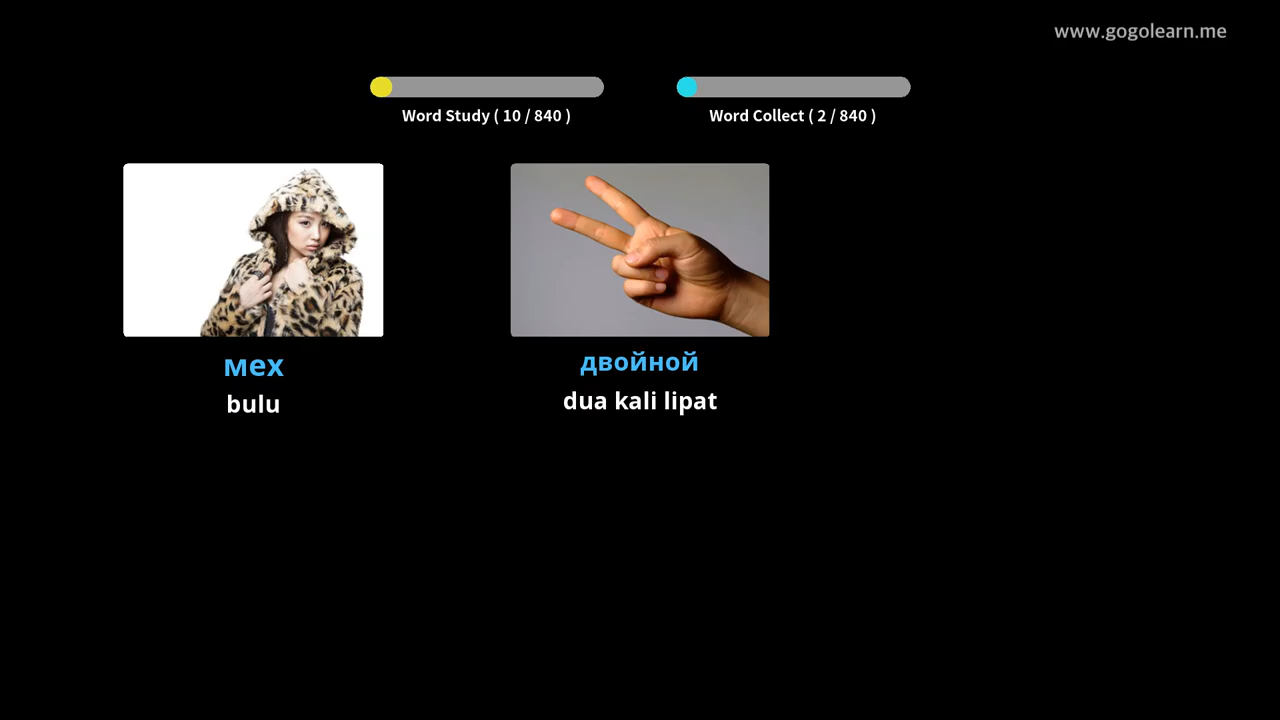 www.gogolearn.me
Word Study ( 10 / 840 )
Word Collect ( 2 / 840 )
мех
bulu
двойной
dua kali lipat